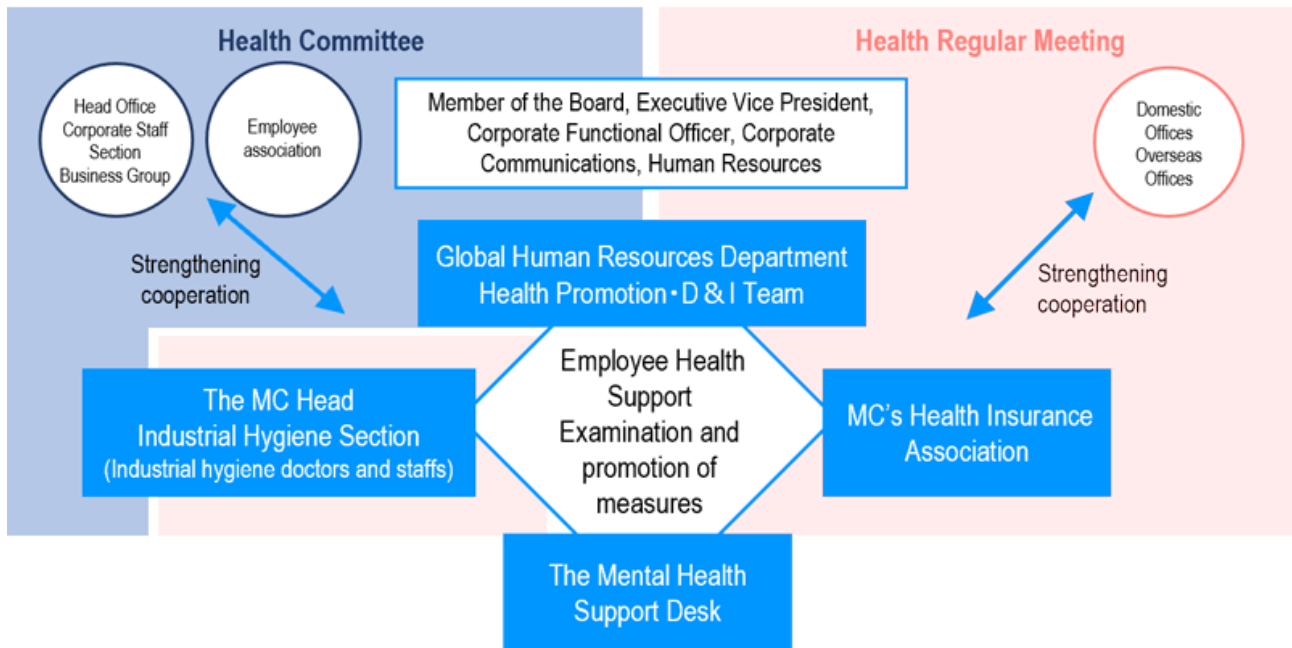 Health Committee
Health Regular Meeting
Head Office
Corporate Staff
Section
Business Group
Employee
association
Member of the Board, Executive Vice President,
Corporate Functional Officer, Corporate
Communications, Human Resources
Domestic
Offices
Overseas
Offices
Strengthening
cooperation
Global Human Resources Department
Health Promotion・D & I Team
Strengthening
cooperation
The MC Head
Industrial Hygiene Section
(Industrial hygiene doctors and staffs)
Employee Health
Support
Examination and
promotion of
measures
MC's Health Insurance
Association
The Mental Health
Support Desk